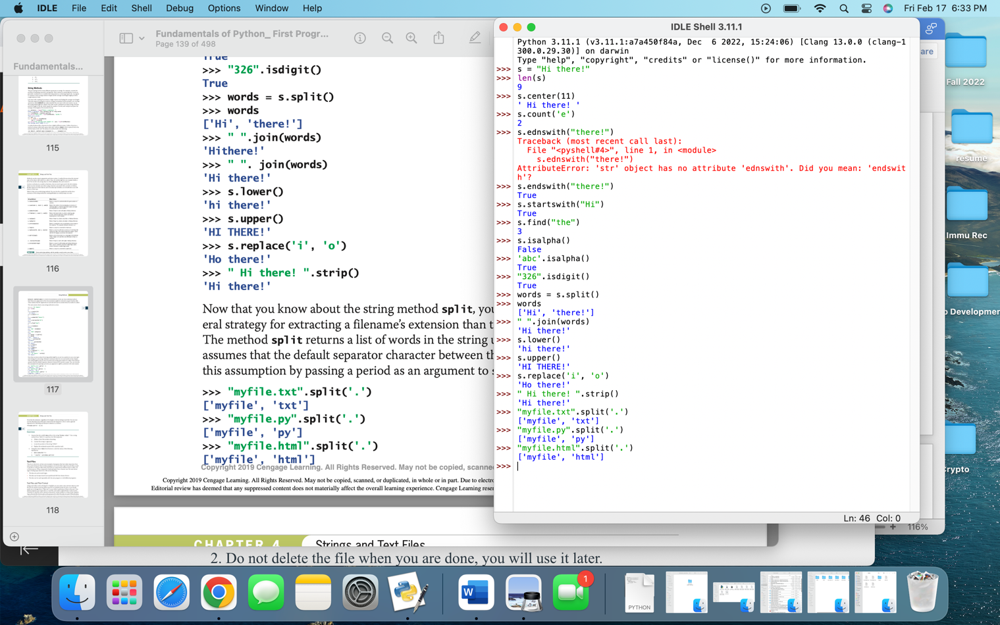 IDLE File Edit Shell Debug Options Window Help
Fri Feb 17 6:33 PM
Fundamentals...
115
116
117
118
Fundamentals of Python_ First Progr...
Page 139 of 498
True
>>> "326".isdigit()
True
>>> words = s.split()
>>> words
['Hi', 'there!']
>>> " ".join(words)
'Hithere!'
>>> " ". join(words)
'Hi there!'
>>> s.lower()
'hi there!'
>>> s.upper()
'HI THERE!'
>>> s.replace('i', 'o')
'Ho there!'
>>> " Hi there! ".strip()
'Hi there!'
Now that you know about the string method split, you
eral strategy for extracting a filename's extension than
The method split returns a list of words in the string
assumes that the default separator character between
this assumption by passing a period as an argument to
>>> "myfile.txt".split('.')
['myfile', 'txt']
>>> "myfile.py".split('.')
['myfile', 'py']
>>> "myfile.html".split('.')
['myfile', 'html']
Copyright 2019 Cengage Learning. All Rights Reserved. May not be copied, scanne
Copyright 2019 Cengage Learning. All Rights Reserved. May not be copied, scanned, or duplicated, in whole or in part. Due to electro
Editorial review has deemed that any suppressed content does not materially affect the overall learning experience. Cengage Learning reser
CHAPTER 4 Strings and Text Files
2. Do not delete the file when you are done, you will use it later.
IDLE Shell 3.11.1
Python 3.11.1 (v3.11.1:a7a450f84a, Dec  6 2022, 15:24:06) [Clang 13.0.0 (clang-1
300.0.29.30)] on darwin
Type "help", "copyright", "credits" or "license()" for more information.
>>> s = "Hi there!"
>>> len(s)
9
>>> s.center(11)
' Hi there! '
>>> s.count('e')
2
>>> s.ednswith("there!")
Traceback (most recent call last):
File "<pyshell#4>", line 1, in <module>
s.ednswith("there!")
AttributeError: 'str' object has no attribute 'ednswith'. Did you mean: 'endswit
h'?
>>> s.endswith("there!")
True
>>> s.startswith("Hi")
True
>>> s.find("the")
3
>>> s.isalpha()
False
>>> 'abc'.isalpha()
True
>>> "326".isdigit()
True
>>> words = s.split()
>>> words
['Hi', 'there!']
>>> " ".join(words)
'Hi there!'
>>> s.lower()
'hi there!'
>>> s.upper()
'HI THERE!'
>>> s.replace('i', 'o')
'Ho there!'
>>> " Hi there! ".strip()
'Hi there!'
>>> "myfile.txt".split('.')
['myfile', 'txt']
>>> "myfile.py".split('.')
['myfile', 'py']
>>> "myfile.html".split('.')
['myfile', 'html']
>>>
Ln: 46 Col: 0
116%
are
Fall 2022
resume
Immu Rec
Developmen
Crypto
W
1
PYTHON